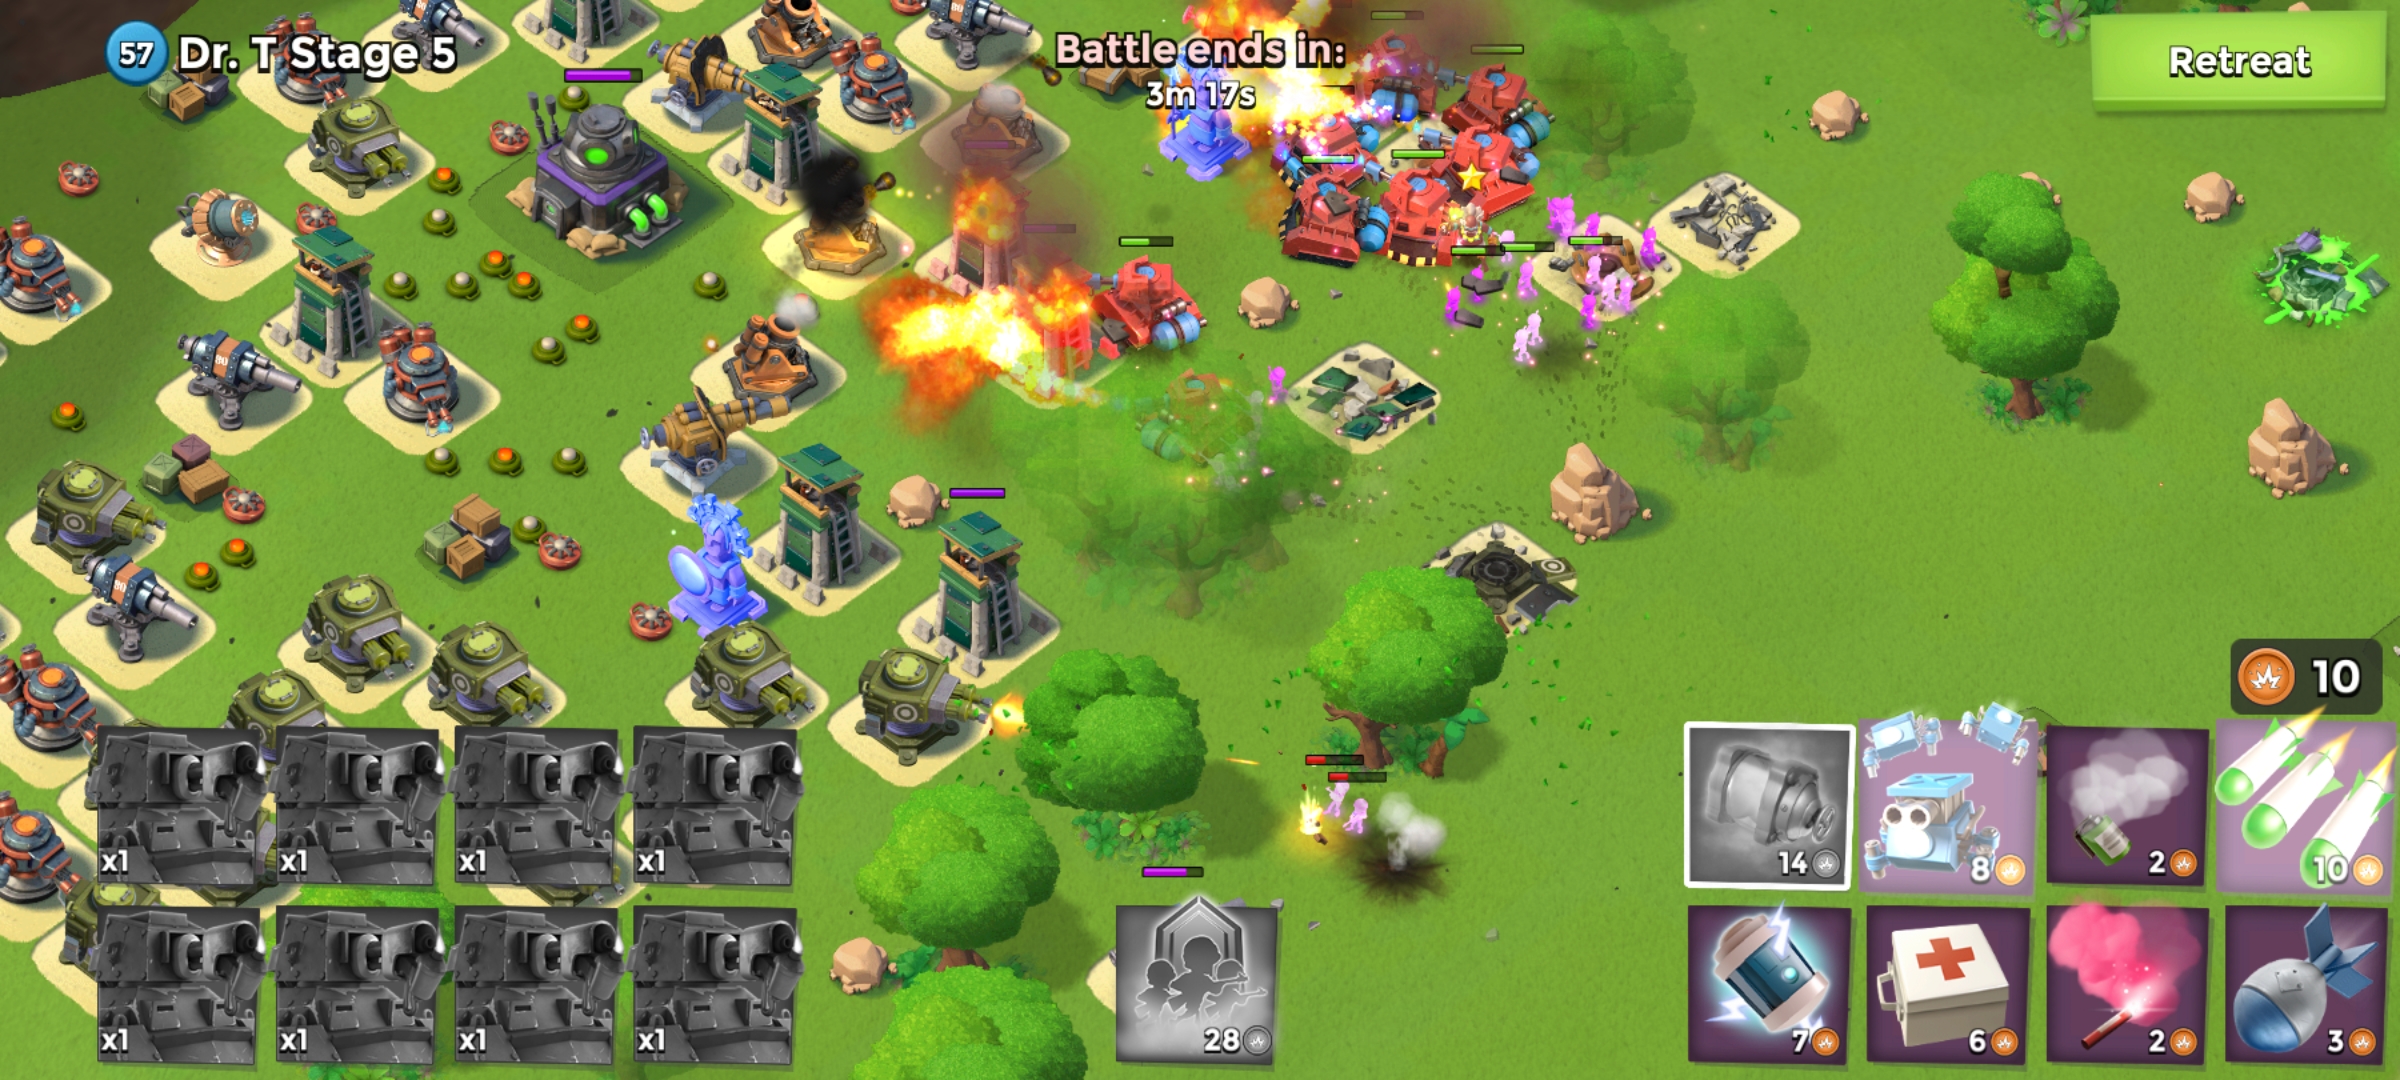 57 Dr. T Stage 5
Battle ends in:
3m 17s
Retreat
10
x1 x1 x1 x1
14 8 2 10
x1 x1 x1 x1
28
7 6 2 3